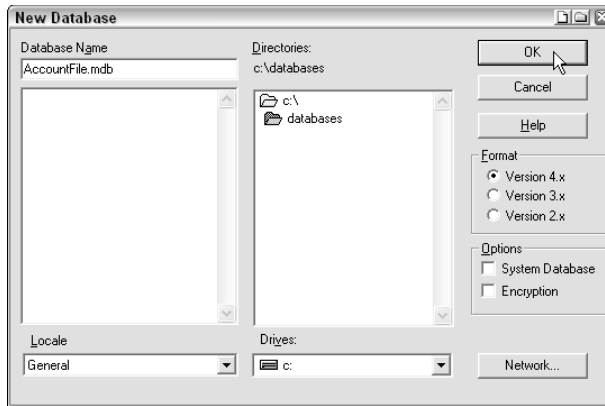 New Database
Database Name
AccountFile.mdb
Directories:
c:\databases
c:\
databases
OK
Cancel
Help
Format
Version 4.x
Version 3.x
Version 2.x
Options
System Database
Encryption
Locale
General
Drives:
c:
Network...